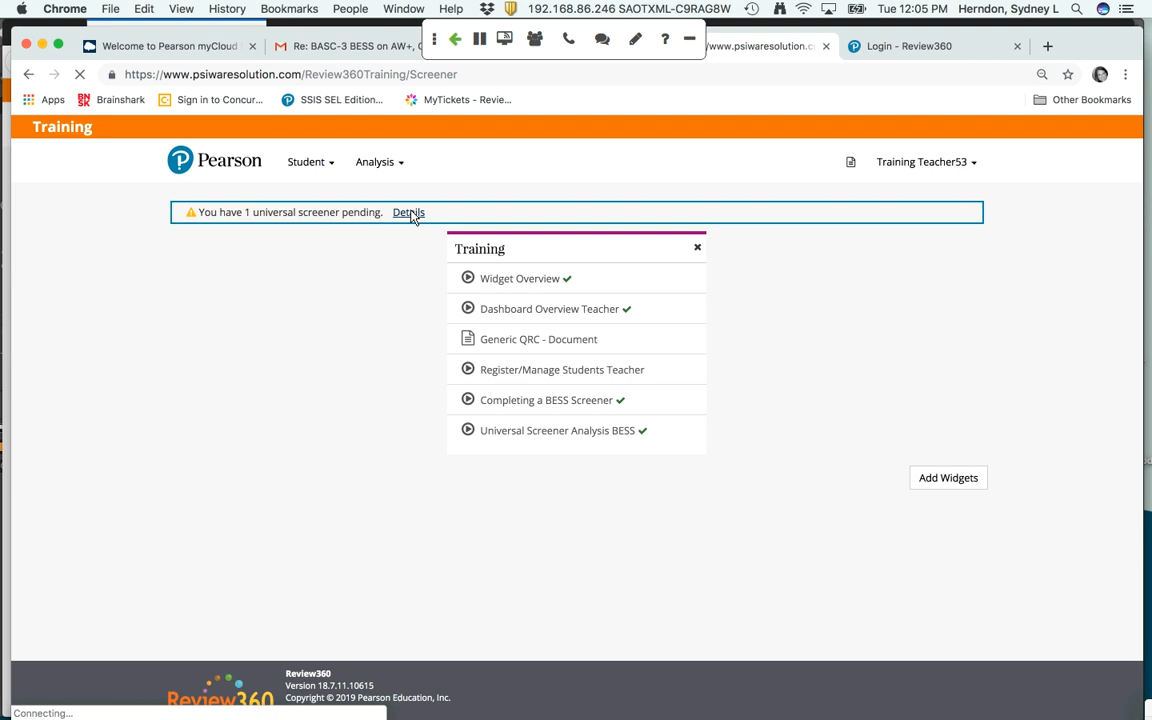 Chrome File Edit View History Bookmarks People Window Help 192.168.86.246 SAOTXML-C9RAG8W Tue 12:05 PM Herndon, Sydney L
Welcome to Pearson myCloud Re: BASC-3 BESS on AW+, /www.psiwaresolution.c Login - Review360
https://www.psiwaresolution.com/Review360Training/Screener
Apps Brainshark Sign in to Concur... SSIS SEL Edition... MyTickets - Revie... Other Bookmarks
Training
Pearson Student Analysis Training Teacher53
You have 1 universal screener pending. Details
Training
Widget Overview
Dashboard Overview Teacher
Generic QRC - Document
Register/Manage Students Teacher
Completing a BESS Screener
Universal Screener Analysis BESS
Add Widgets
Review360
Review360
Version 18.7.11.10615
Copyright © 2019 Pearson Education, Inc.
Connecting...